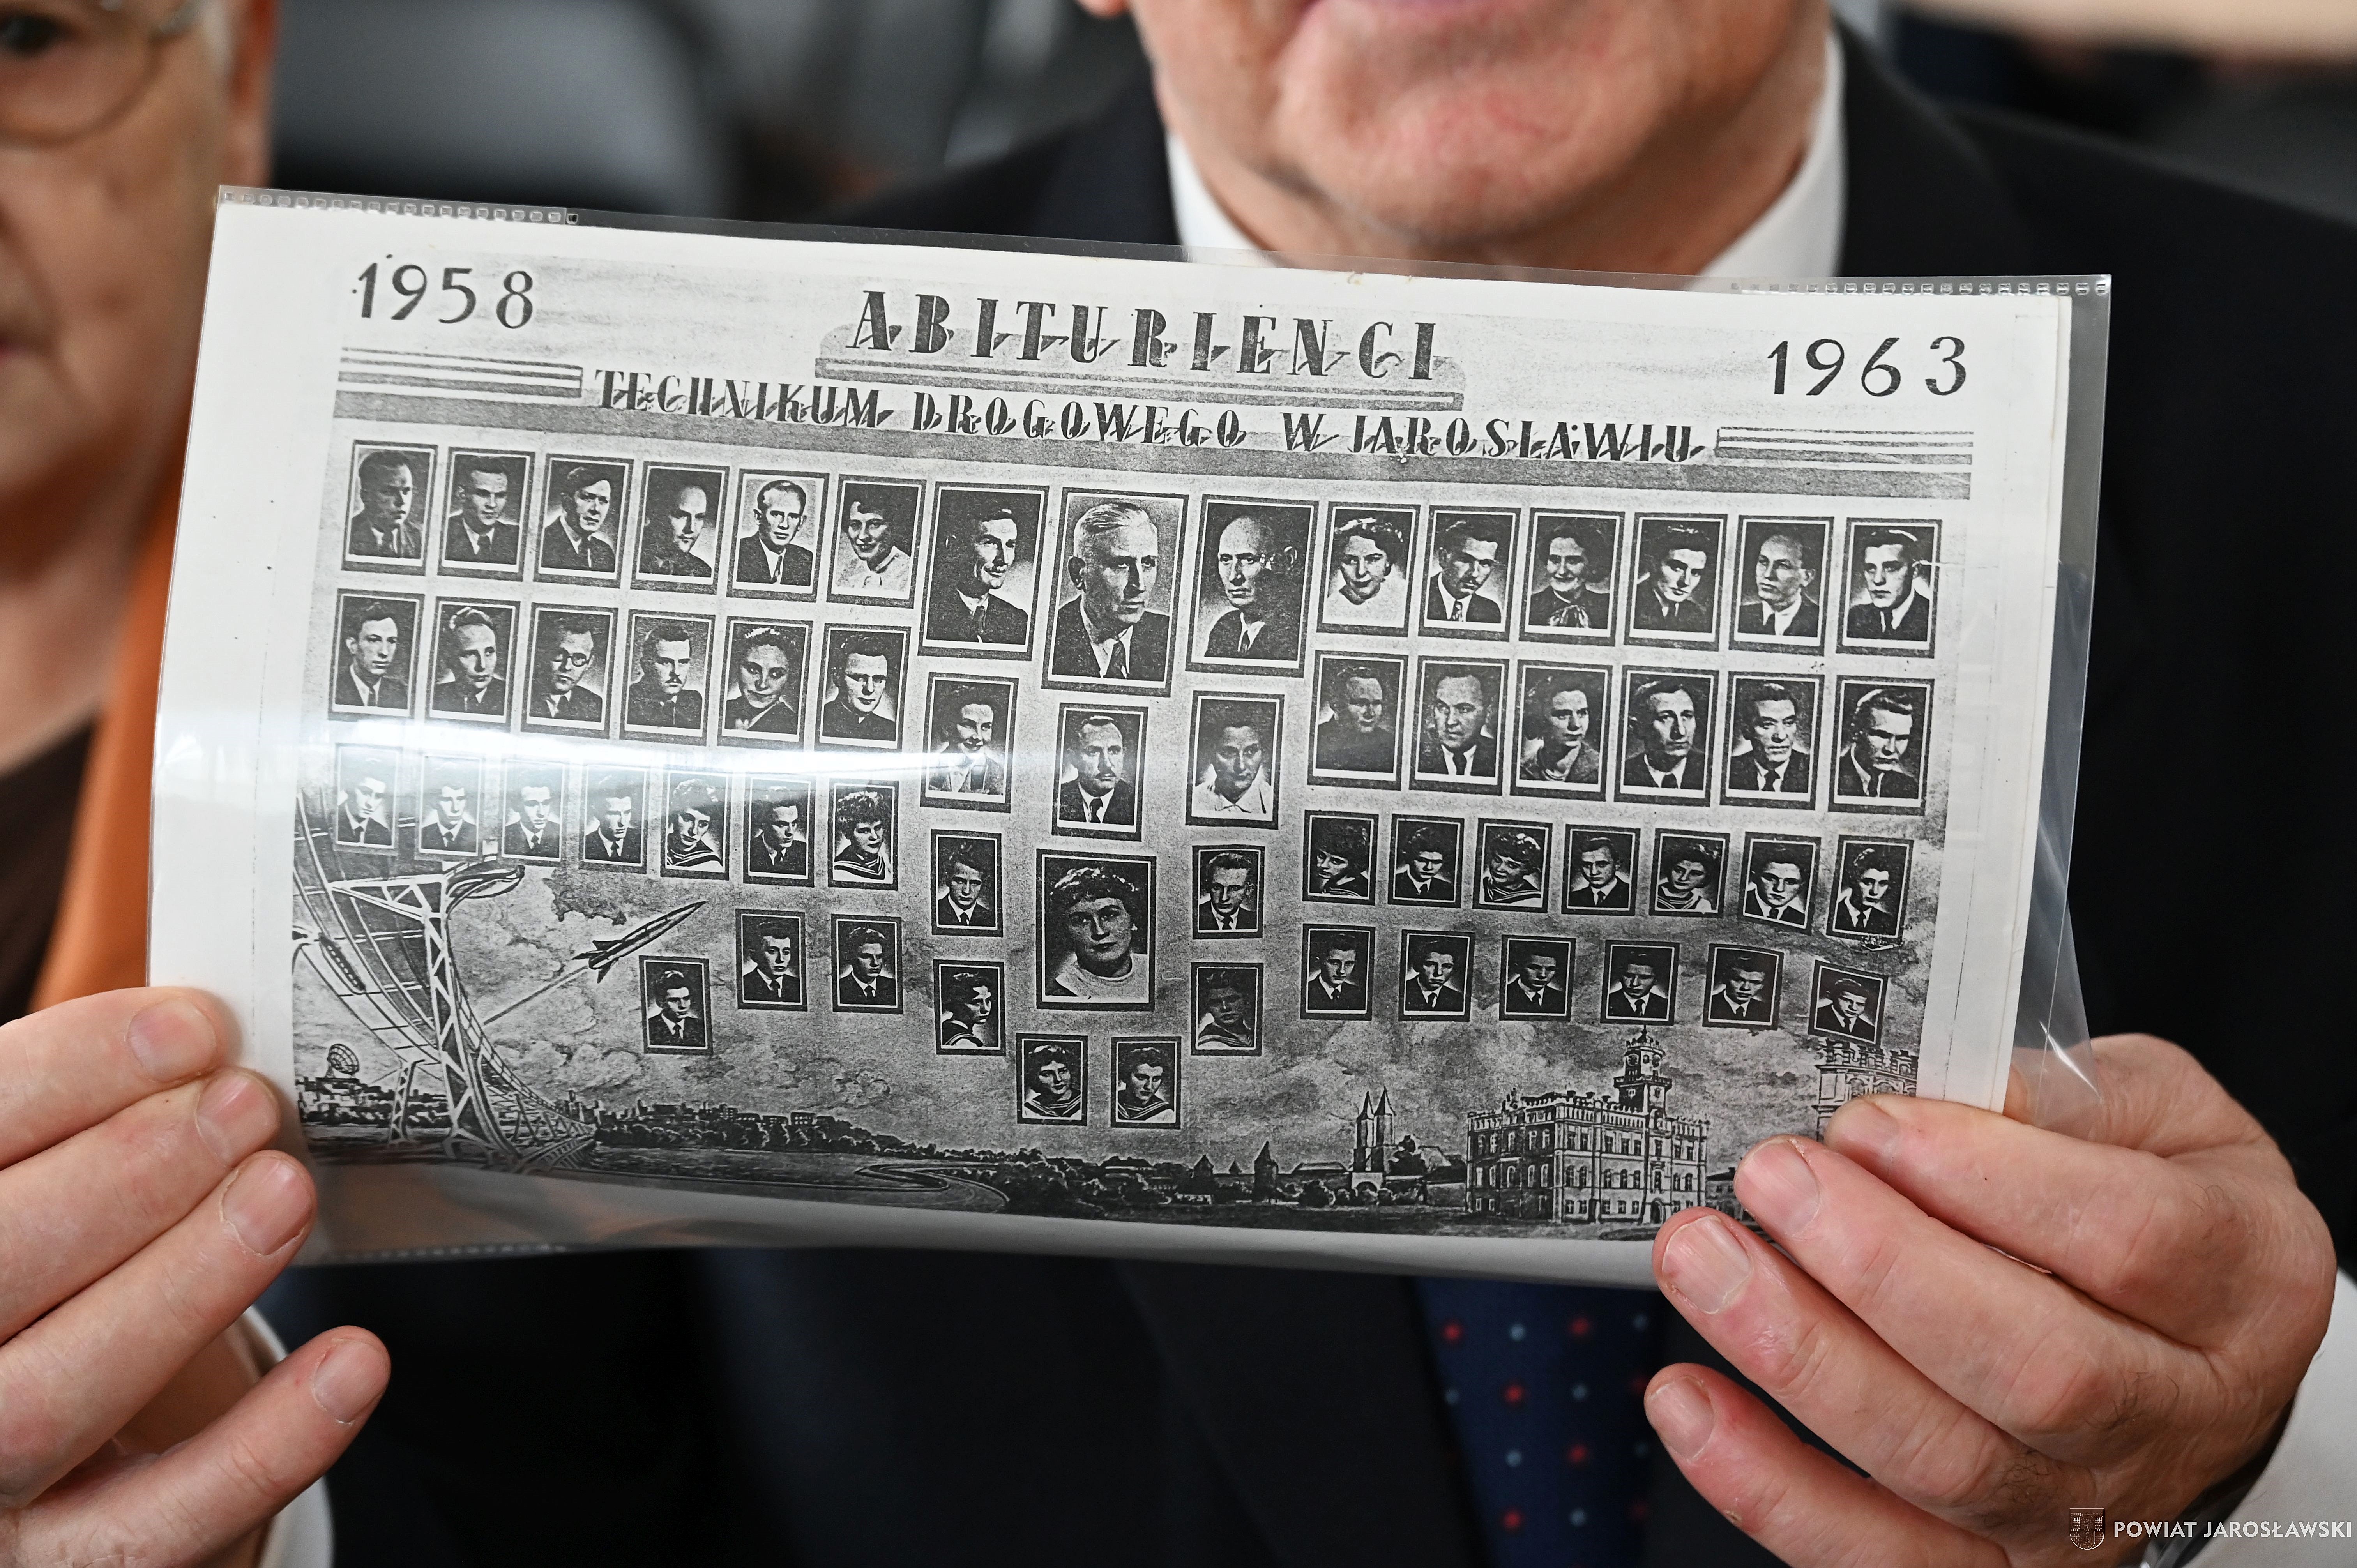 1958
ABITURIENCI
1963
TECHNIKUM DROGOWEGO W JAROSŁAWIU
POWIAT JAROSŁAWSKI